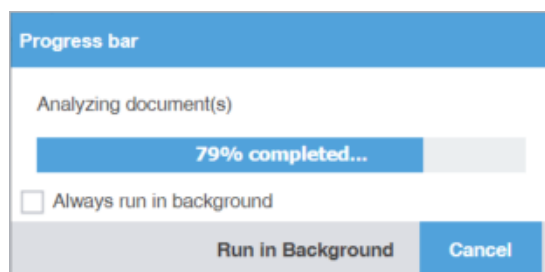 Progress bar
Analyzing document(s)
79% completed...
Always run in background
Run in Background Cancel